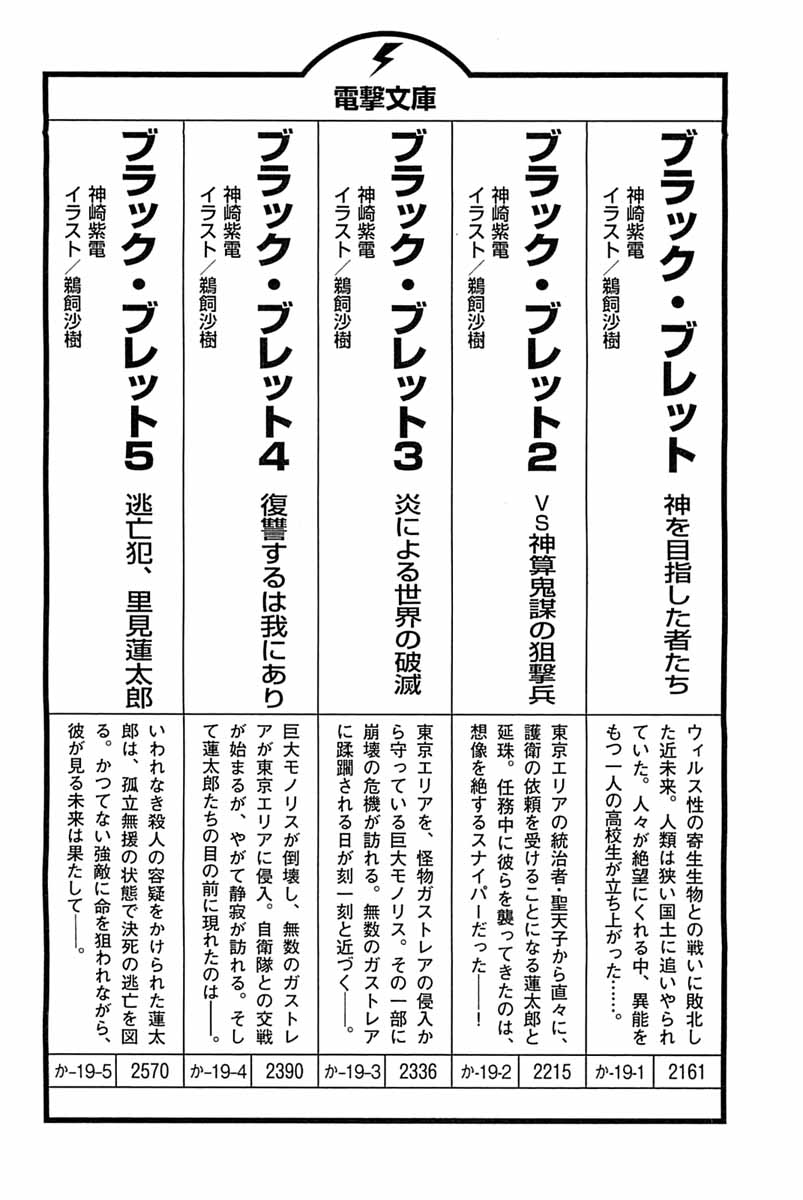 電撃文庫
ブラック・ブレット 神を目指した者たち
神崎紫電
イラスト／鵜飼沙樹
ウィルス性の寄生生物との戦いに敗北し
た近未来。人類は狭い国土に追いやられ
ていた。人々が絶望にくれる中、異能を
もつ一人の高校生が立ち上がった……。
か-19-1 2161
ブラック・ブレット2 VS神算鬼謀の狙撃兵
神崎紫電
イラスト／鵜飼沙樹
東京エリアの統治者・聖天子から直々に、
護衛の依頼を受けることになる蓮太郎と
延珠。任務中に彼らを襲ってきたのは、
想像を絶するスナイパーだった――！
か-19-2 2215
ブラック・ブレット3 炎による世界の破滅
神崎紫電
イラスト／鵜飼沙樹
東京エリアを、怪物ガストレアの侵入か
ら守っている巨大モノリス。その一部に
崩壊の危機が訪れる。無数のガストレア
に蹂躙される日が刻一刻と近づく――。
か-19-3 2336
ブラック・ブレット4 復讐するは我にあり
神崎紫電
イラスト／鵜飼沙樹
巨大モノリスが倒壊し、無数のガストレ
アが東京エリアに侵入。自衛隊との交戦
が始まるが、やがて静寂が訪れる。そし
て蓮太郎たちの目の前に現れたのは――。
か-19-4 2390
ブラック・ブレット5 逃亡犯、里見蓮太郎
神崎紫電
イラスト／鵜飼沙樹
いわれなき殺人の容疑をかけられた蓮太
郎は、孤立無援の状態で決死の逃亡を図
る。かつてない強敵に命を狙われながら、
彼が見る未来は果たして――。
か-19-5 2570